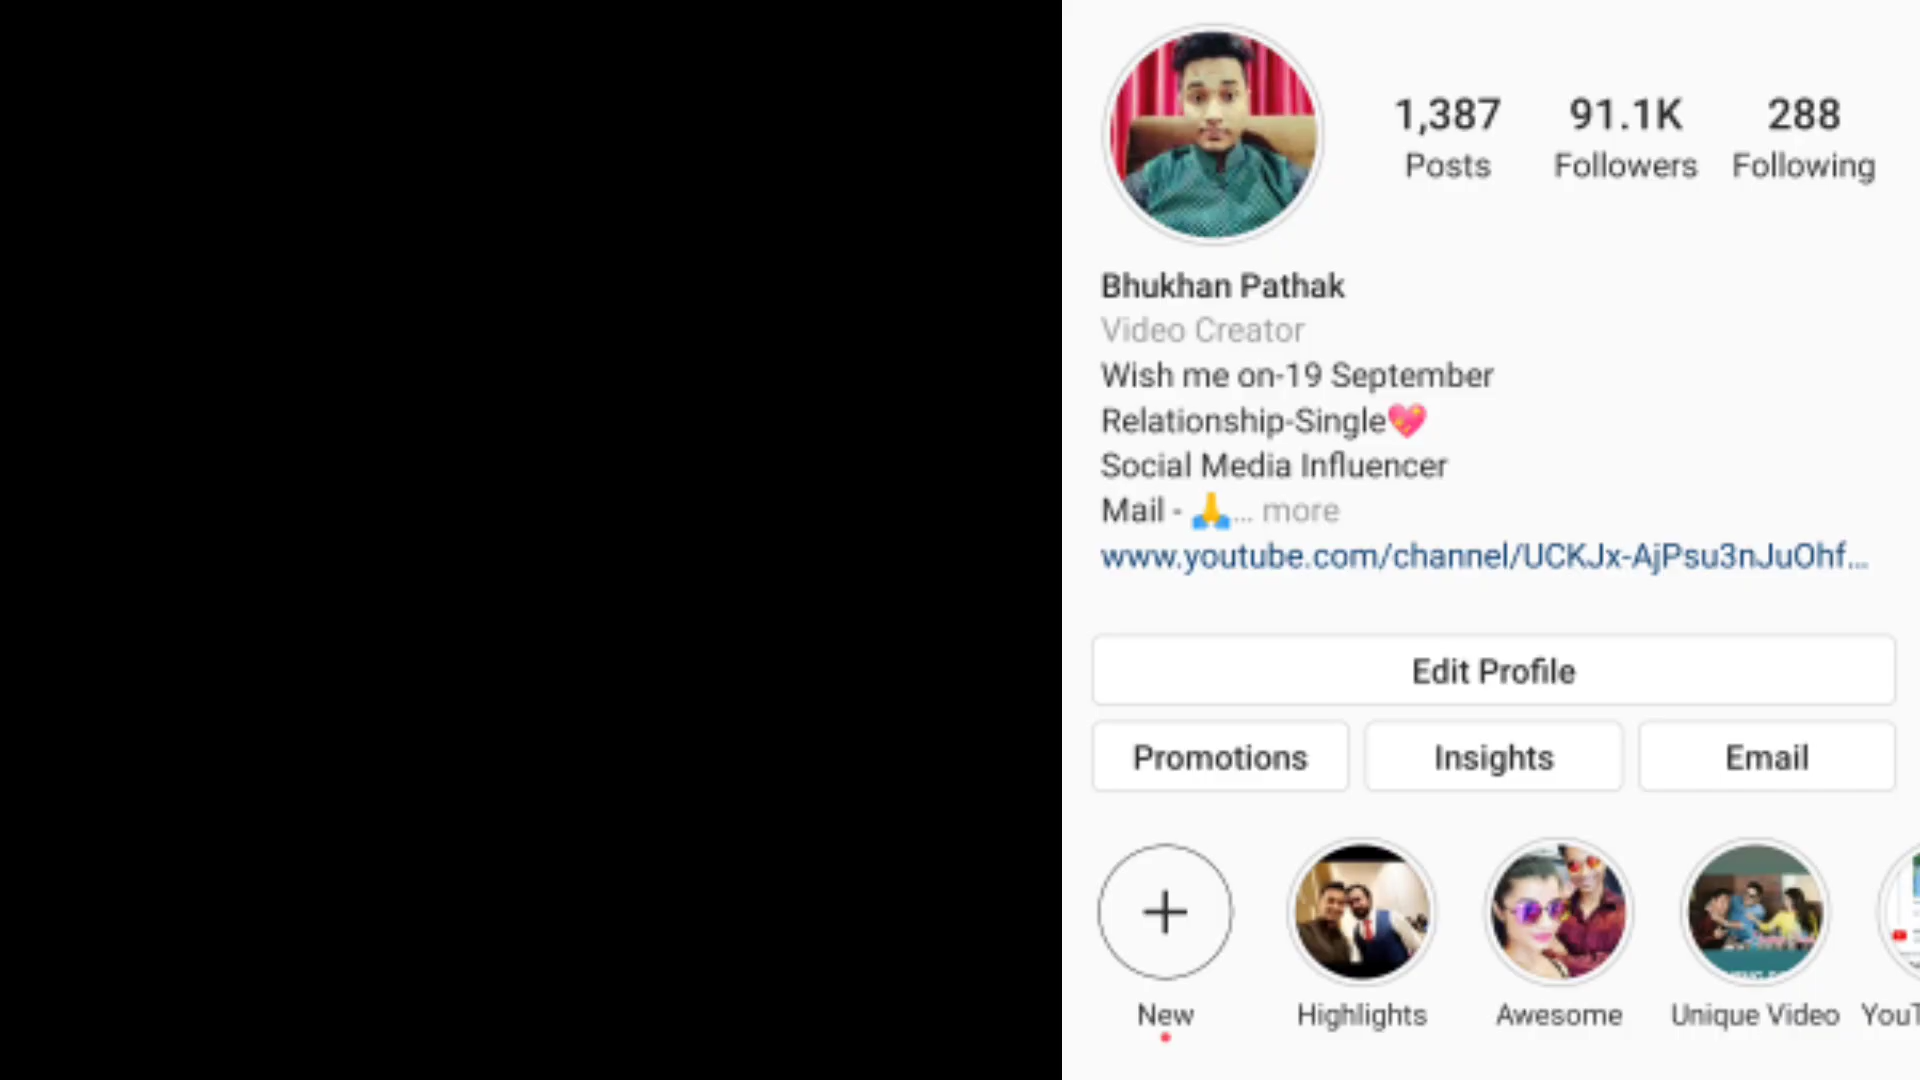 1,387 91.1K 288
Posts Followers Following
Bhukhan Pathak
Video Creator
Wish me on-19 September
Relationship-Single💖
Social Media Influencer
Mail - 🙏... more
www.youtube.com/channel/UCKJx-AjPsu3nJuOhf...
Edit Profile
Promotions Insights Email
New Highlights Awesome Unique Video YouT